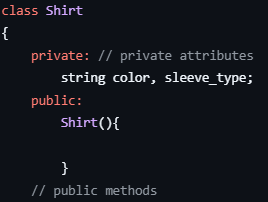 class Shirt
{
    private: // private attributes
        string color, sleeve_type;
    public:
        Shirt(){

        }
    // public methods